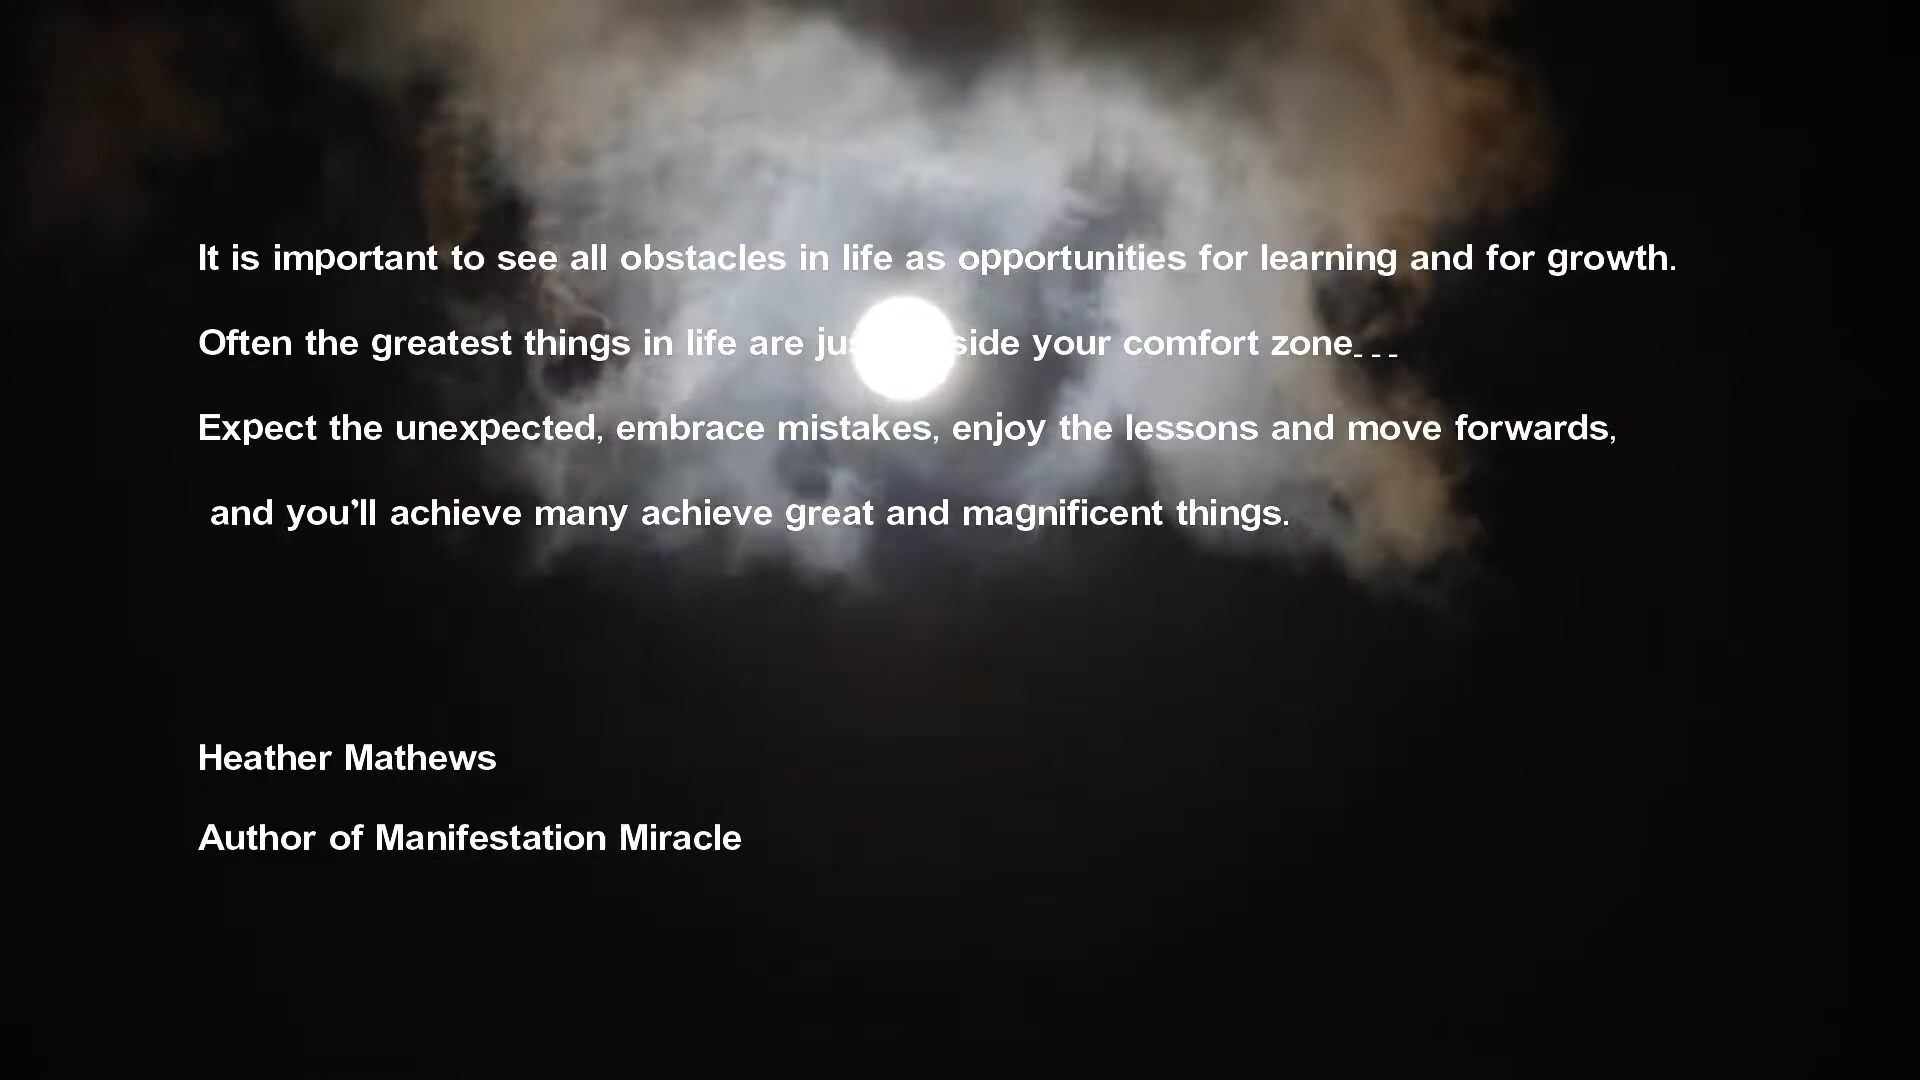 It is important to see all obstacles in life as opportunities for learning and for growth.
Often the greatest things in life are your comfort zone...
Expect the unexpected, embrace mistakes, enjoy the lessons and move forwards,
and you’ll achieve many achieve great and magnificent things.
Heather Mathews
Author of Manifestation Miracle